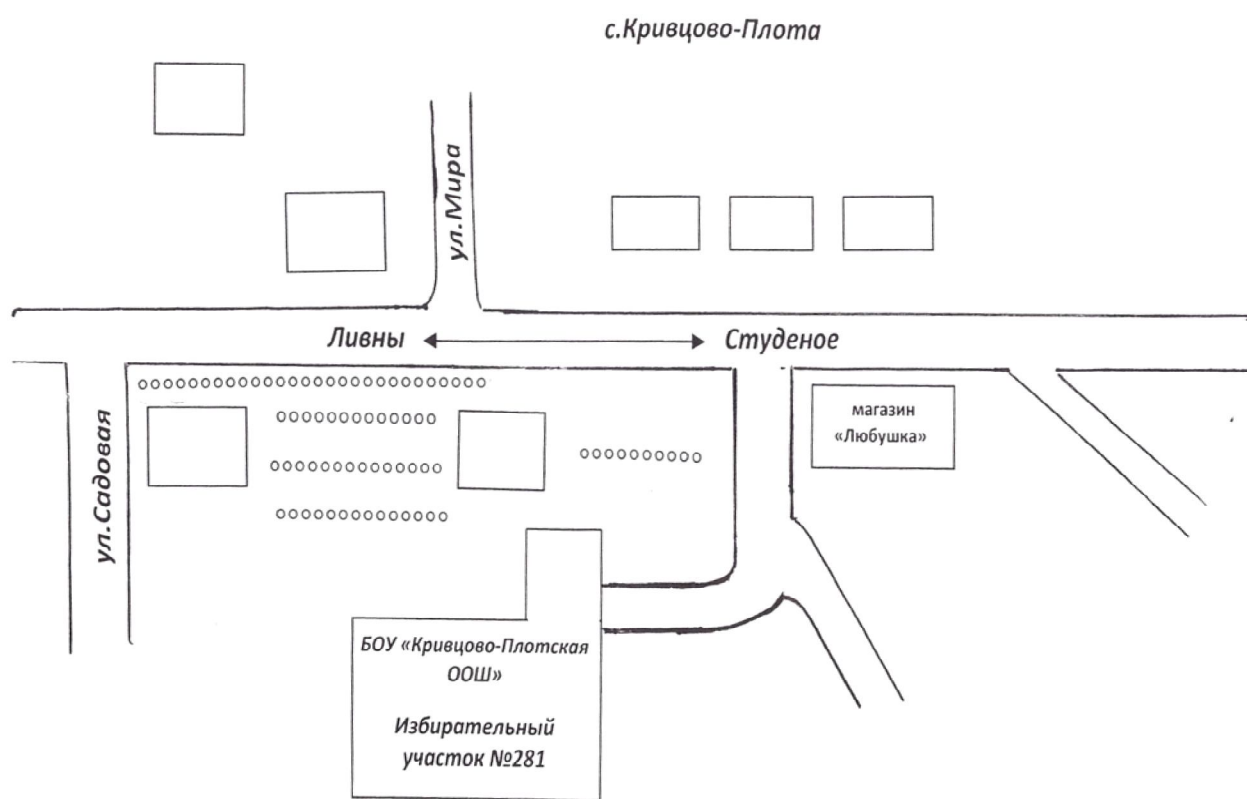 с.Кривцово-Плота
ул.Мира
Ливны
Студеное
ул.Садовая
магазин
«Любушка»
БОУ «Кривцово-Плотская
ООШ»
Избирательный
участок №281